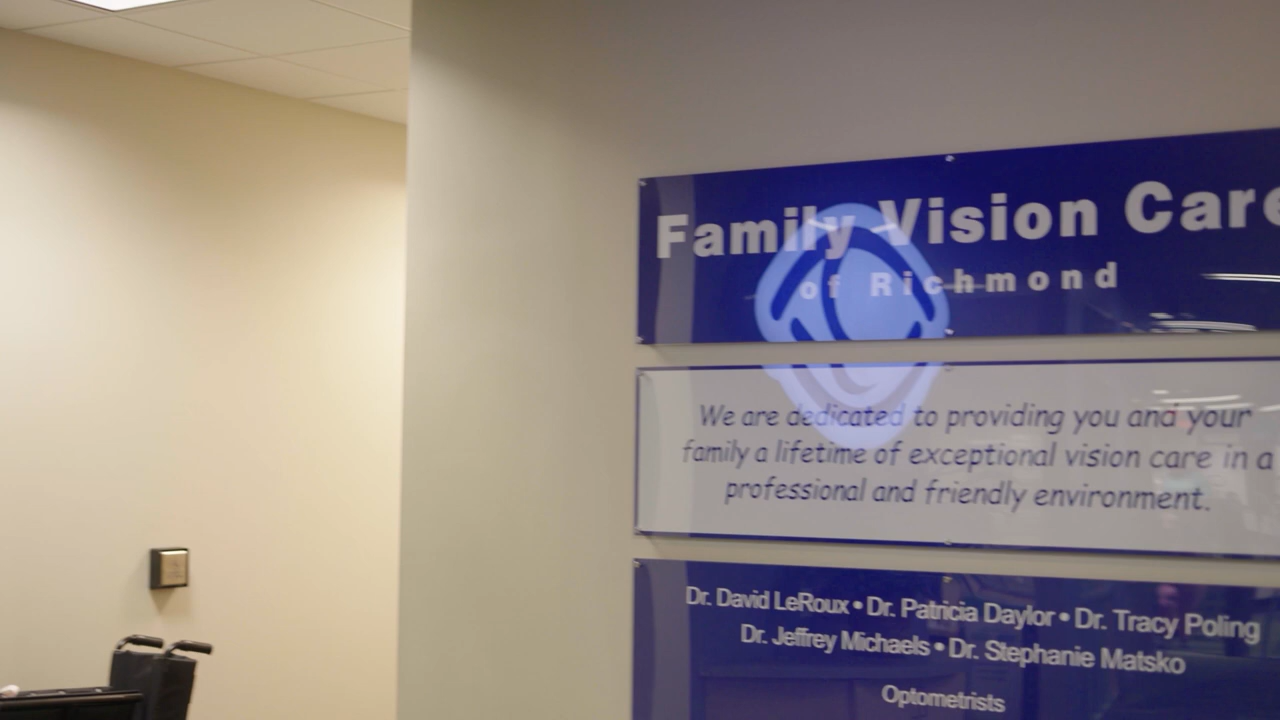 Family Vision Care
of Richmond
We are dedicated to providing you and your
family a lifetime of exceptional vision care in a
professional and friendly environment.
Dr. David LeRoux • Dr. Patricia Daylor • Dr. Tracy Poling
Dr. Jeffrey Michaels • Dr. Stephanie Matsko
Optometrists